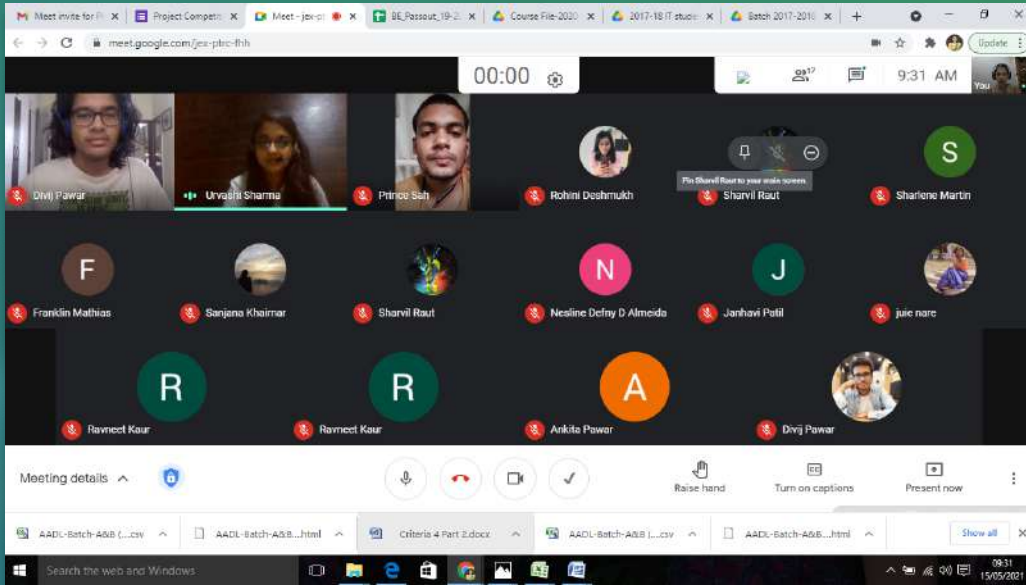 Meet invite for P
Project Competn
Meet - jex-pt
BE_Passout_19-2
Course File-2020
2017-18 IT stude
Batch 2017-2018
meet.google.com/jex-ptrc-fhh
Update
00:00
17
9:31 AM
You
Divij Pawar
Urvashi Sharma
Prince Sah
Rohini Deshmukh
Pin Sharvil Raut to your main screen.
Sharvil Raut
S
Sharlene Martin
F
Franklin Mathias
Sanjana Khairnar
Sharvil Raut
N
Nesline Defny D Almeida
J
Janhavi Patil
juie nare
R
Ravneet Kaur
R
Ravneet Kaur
A
Ankita Pawar
Divij Pawar
Meeting details
Raise hand
Turn on captions
Present now
AADL-Batch-A&B (....csv
AADL-Batch-A&B...html
Criteria 4 Part 2.docx
AADL-Batch-A&B (....csv
AADL-Batch-A&B...html
Show all
Search the web and Windows
09:31
15/05/2021